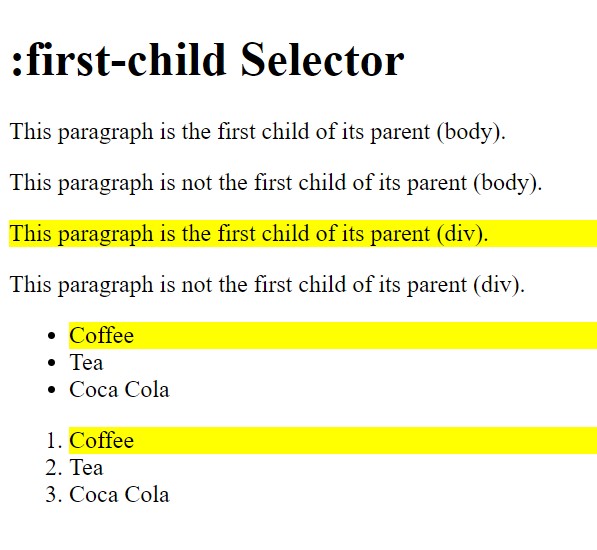 :first-child Selector
This paragraph is the first child of its parent (body).
This paragraph is not the first child of its parent (body).
This paragraph is the first child of its parent (div).
This paragraph is not the first child of its parent (div).
• Coffee
• Tea
• Coca Cola
1. Coffee
2. Tea
3. Coca Cola